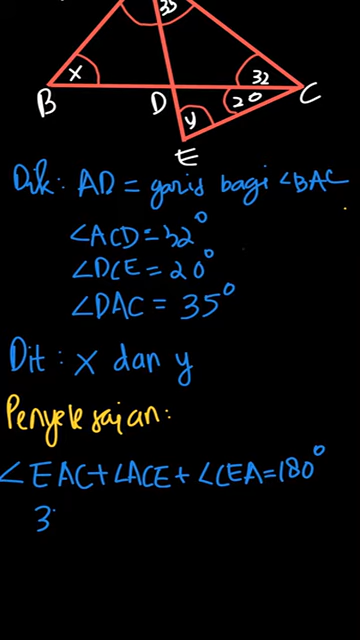 35
x
32
B
D
20
C
y
E
Dik: AD = garis bagi ∠BAC
∠ACD = 32°
∠DCE = 20°
∠DAC = 35°
Dit : x dan y
Penyelesaian:
∠EAC + ∠ACE + ∠CEA = 180°
3